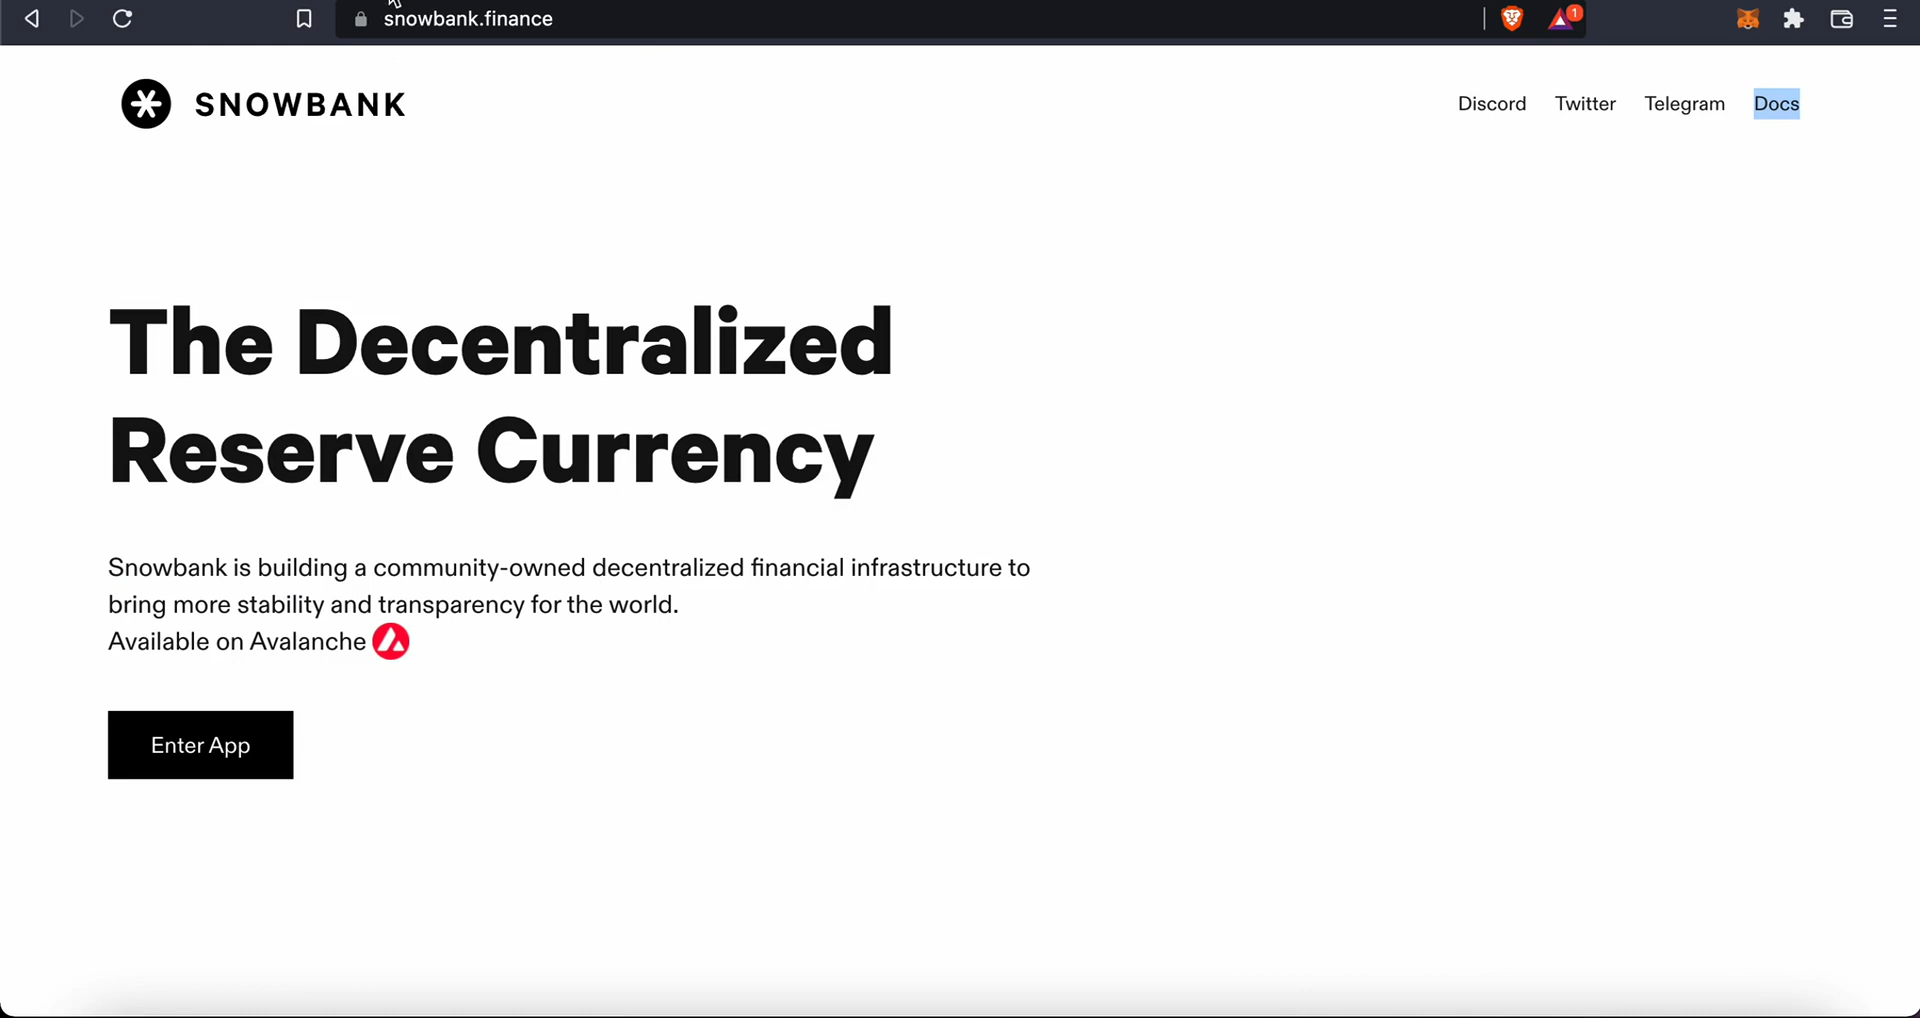 snowbank.finance
1
SNOWBANK
Discord Twitter Telegram Docs
The Decentralized
Reserve Currency
Snowbank is building a community-owned decentralized financial infrastructure to
bring more stability and transparency for the world.
Available on Avalanche
Enter App